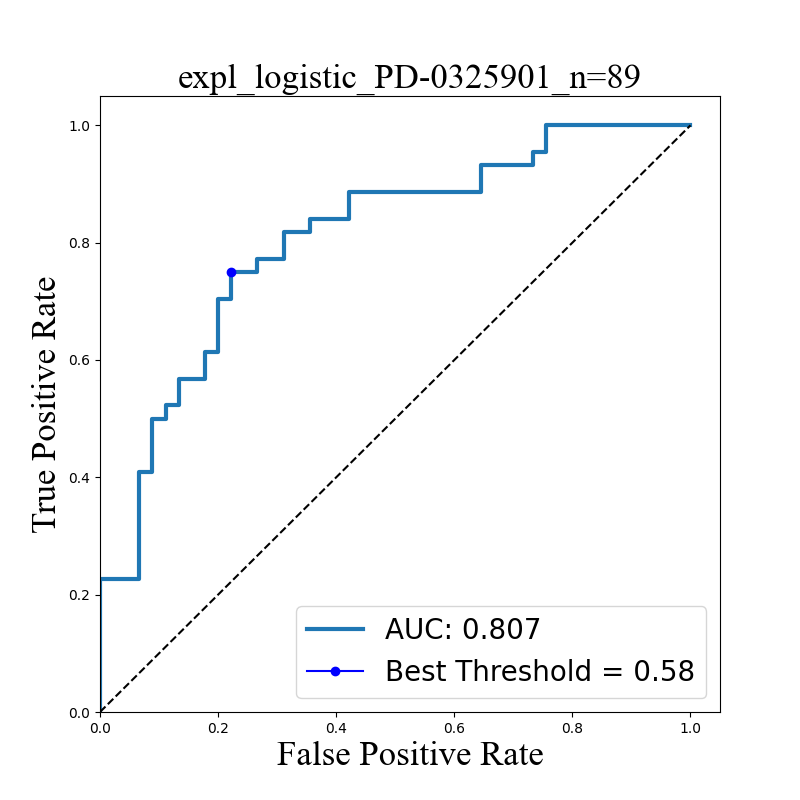 expl_logistic_PD-0325901_n=89
True Positive Rate
1.0
0.8
0.6
0.4
0.2
0.0
AUC: 0.807
Best Threshold = 0.58
0.0 0.2 0.4 0.6 0.8 1.0
False Positive Rate